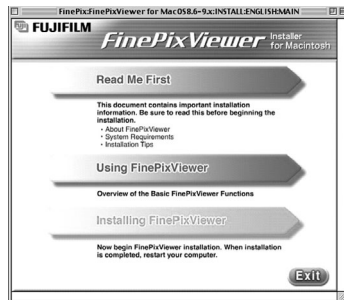 FinePix:FinePixViewer for Mac OS8.6-9.x:INSTALL:ENGLISH:MAIN
FUJIFILM
FinePixViewer Installer for Macintosh
Read Me First
This document contains important installation
information. Be sure to read this before beginning the
installation.
· About FinePixViewer
· System Requirements
· Installation Tips
Using FinePixViewer
Overview of the Basic FinePixViewer Functions
Installing FinePixViewer
Now begin FinePixViewer installation. When installation
is completed, restart your computer.
Exit